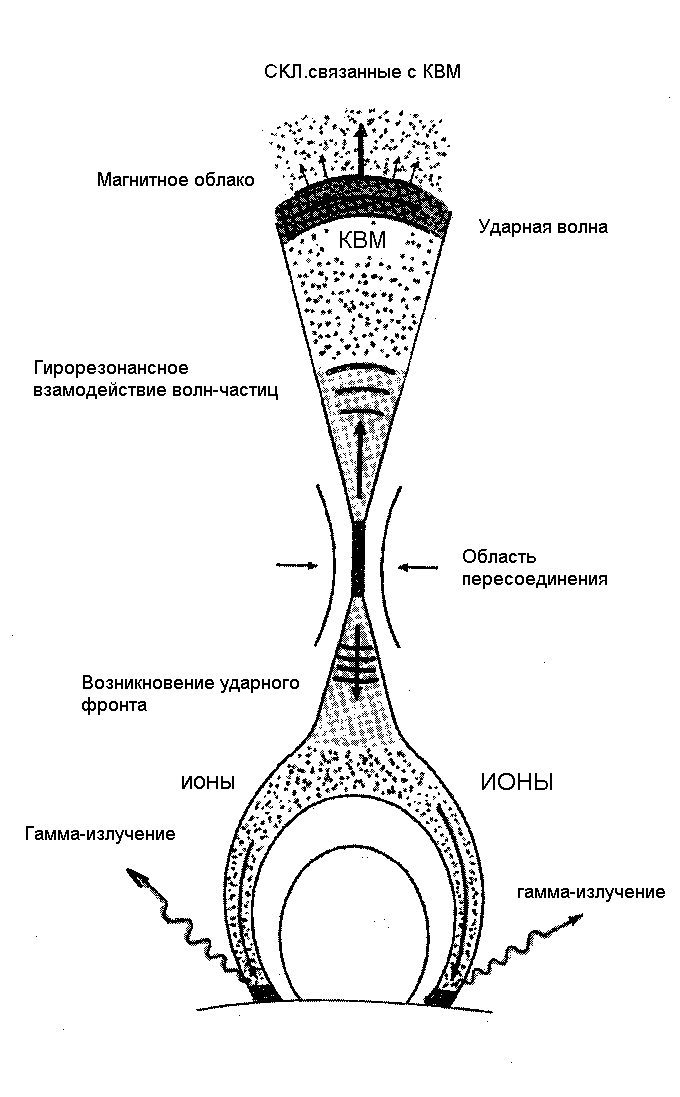 СКЛ.связанные с КВМ
Магнитное облако
Ударная волна
КВМ
Гирорезонансное
взамодействие волн-частиц
Область
пересоединения
Возникновение ударного
фронта
ИОНЫ
ИОНЫ
Гамма-излучение
гамма-излучение